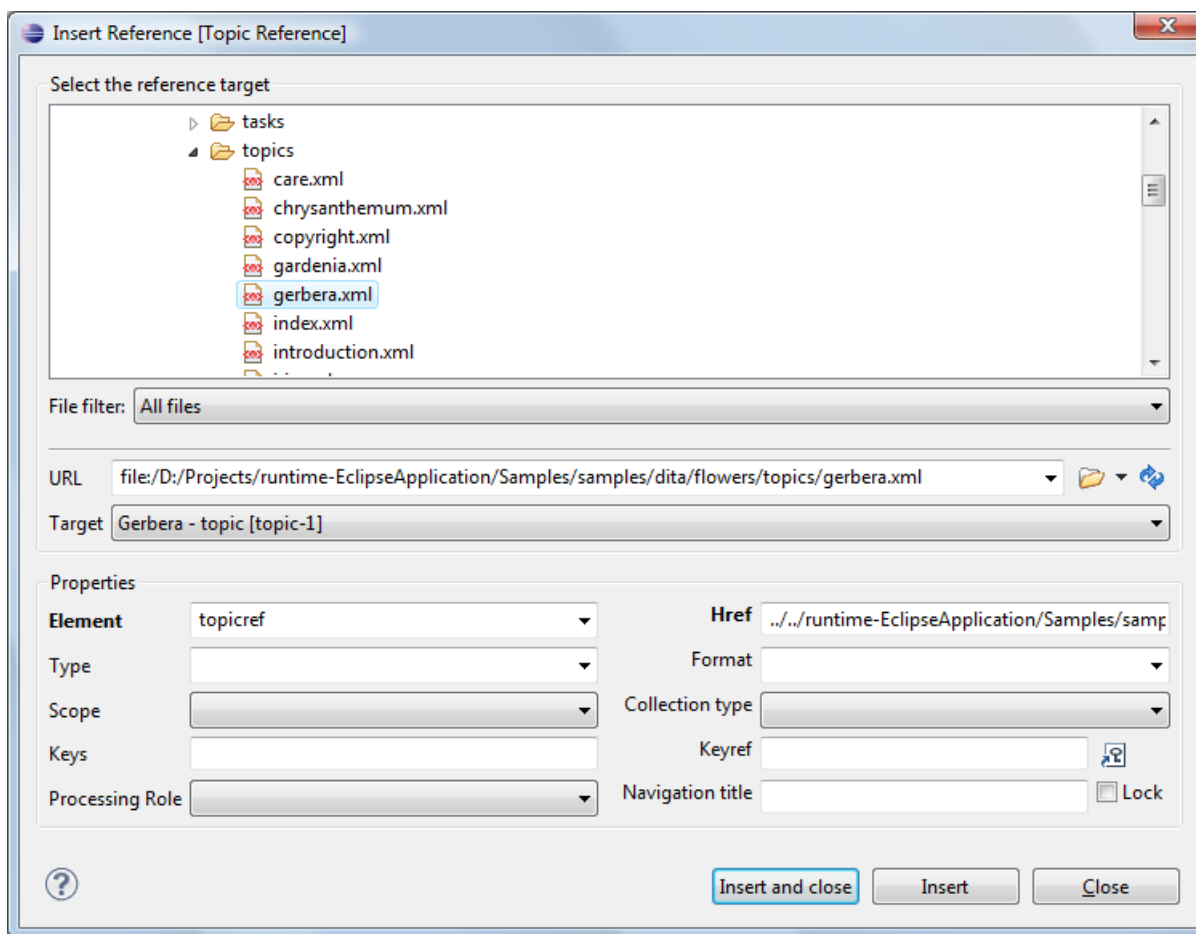 Insert Reference [Topic Reference]
Select the reference target
tasks
topics
care.xml
chrysanthemum.xml
copyright.xml
gardenia.xml
gerbera.xml
index.xml
introduction.xml
File filter: All files
URL file:/D:/Projects/runtime-EclipseApplication/Samples/samples/dita/flowers/topics/gerbera.xml
Target Gerbera - topic [topic-1]
Properties
Element topicref Href ../../runtime-EclipseApplication/Samples/samp
Type Format
Scope Collection type
Keys Keyref
Processing Role Navigation title Lock
Insert and close Insert Close